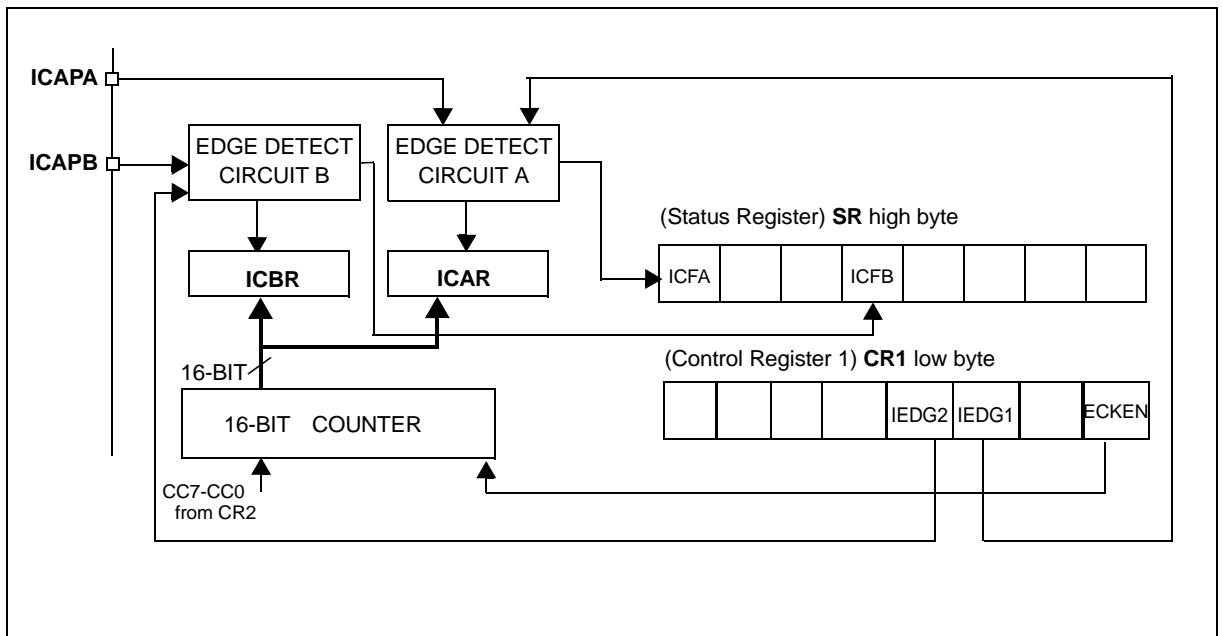 ICAPA
ICAPB
EDGE DETECT
CIRCUIT B
EDGE DETECT
CIRCUIT A
(Status Register) SR high byte
ICBR
ICAR
ICFA
ICFB
16-BIT
(Control Register 1) CR1 low byte
16-BIT COUNTER
IEDG2
IEDG1
ECKEN
CC7-CC0
from CR2